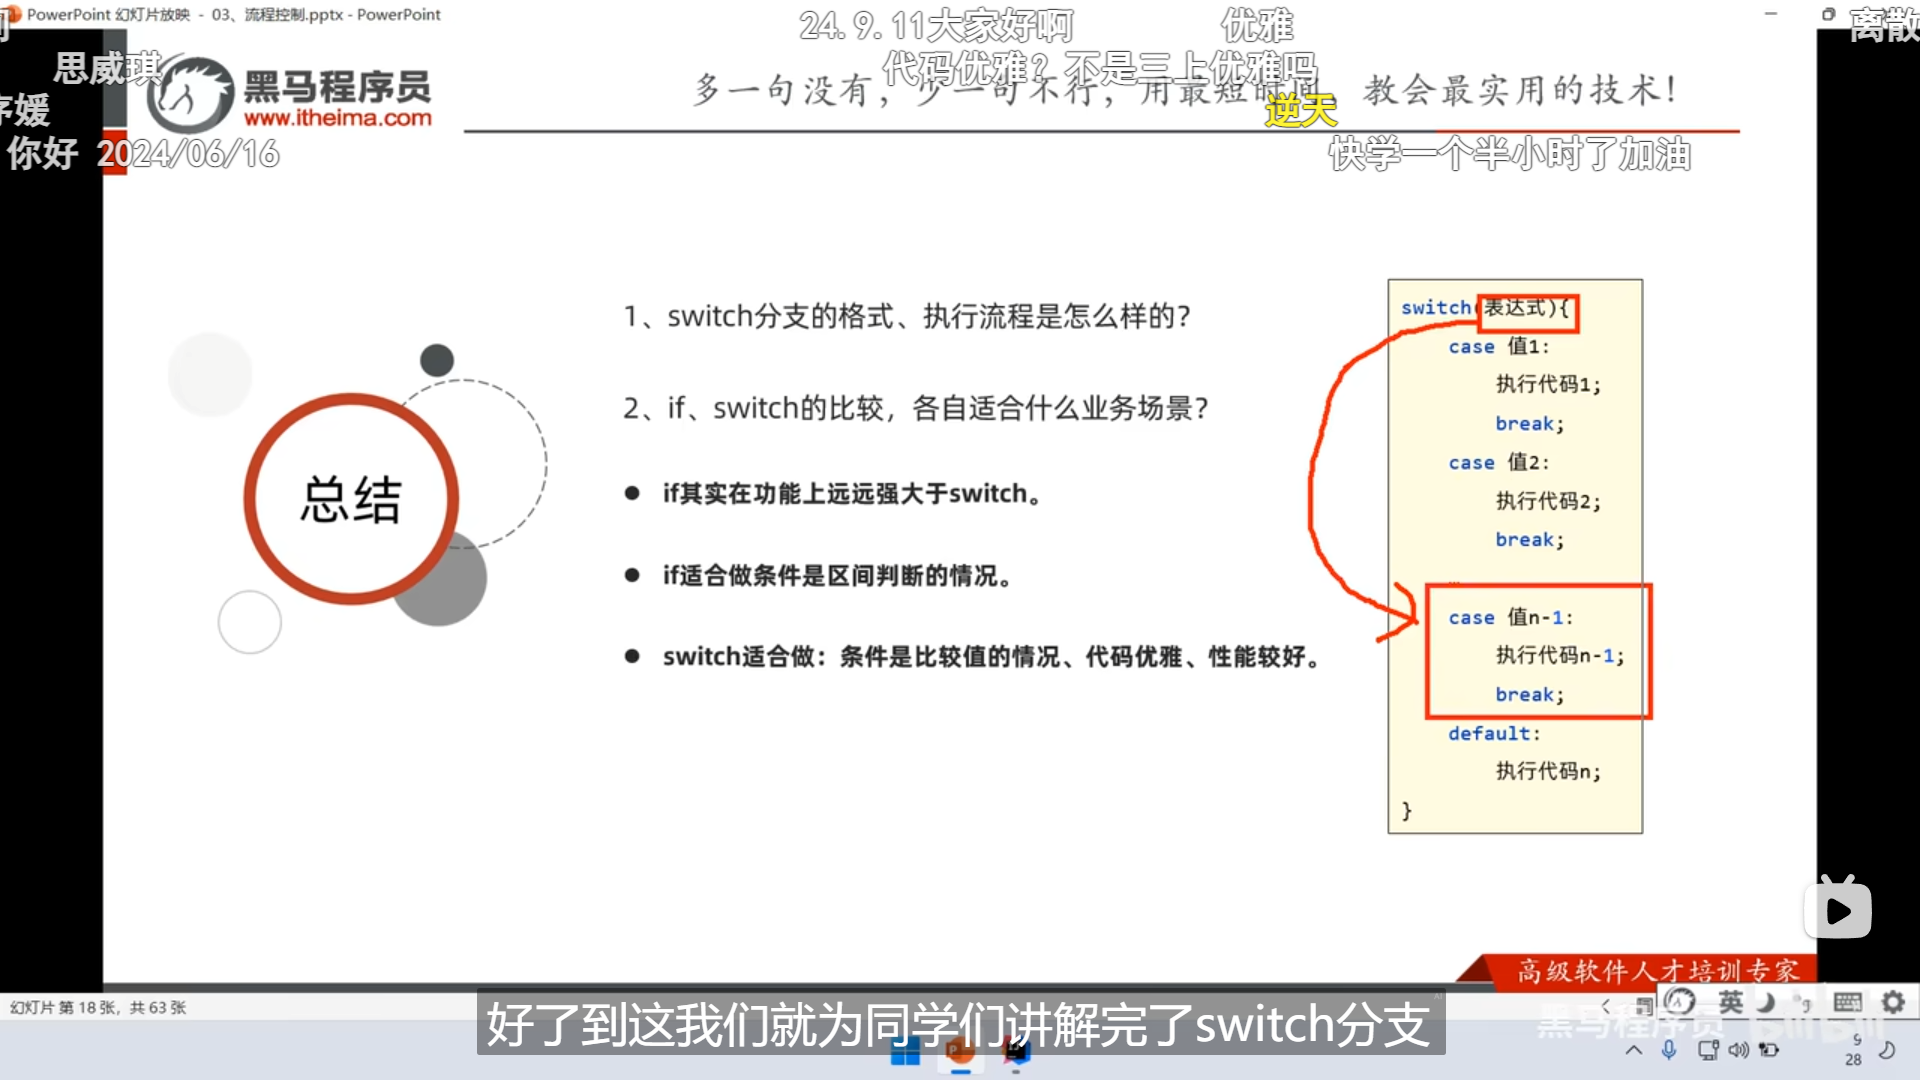 PowerPoint 幻灯片放映 - 03、流程控制.pptx - PowerPoint
24.9.11大家好啊
优雅
离散
思威琪
代码优雅？不是三上优雅吗
黑马程序员
www.itheima.com
多一句没有，少一句不行，用最短时间，教会最实用的技术！
序媛
逆天
你好
2024/06/16
快学一个半小时了加油
1、switch分支的格式、执行流程是怎么样的？
2、if、switch的比较，各自适合什么业务场景？
总结
● if其实在功能上远远强大于switch。
● if适合做条件是区间判断的情况。
● switch适合做：条件是比较值的情况、代码优雅、性能较好。
switch(表达式){
case 值1:
执行代码1;
break;
case 值2:
执行代码2;
break;
…
case 值n-1:
执行代码n-1;
break;
default:
执行代码n;
}
高级软件人才培训专家
幻灯片 第 18 张，共 63 张
好了到这我们就为同学们讲解完了switch分支
英
黑马程序员
bilibili
28